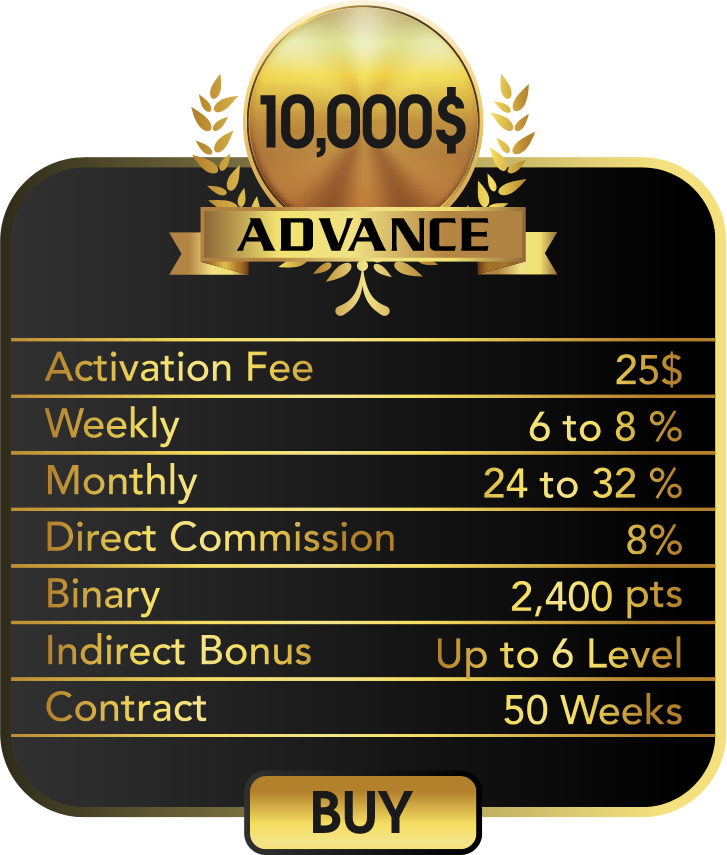 10,000$
ADVANCE
Activation Fee 25$
Weekly 6 to 8 %
Monthly 24 to 32 %
Direct Commission 8%
Binary 2,400 pts
Indirect Bonus Up to 6 Level
Contract 50 Weeks
BUY